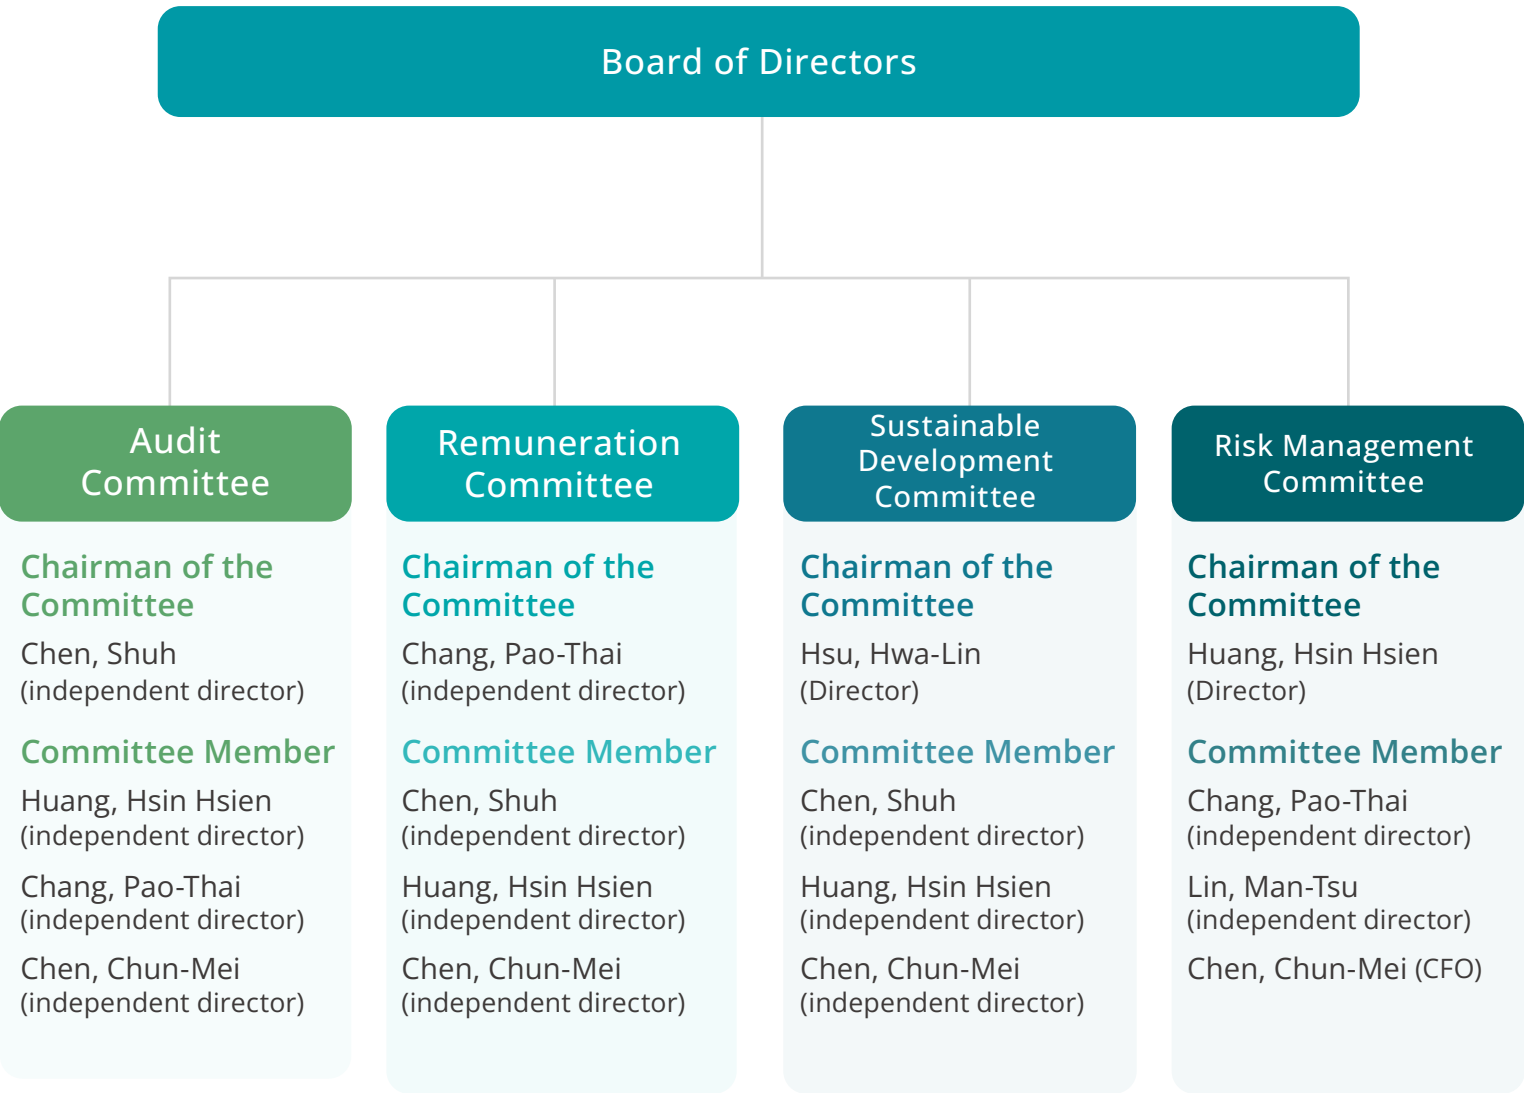 Board of Directors
Audit
Committee
Chairman of the
Committee
Chen, Shuh
(independent director)
Committee Member
Huang, Hsin Hsien
(independent director)
Chang, Pao-Thai
(independent director)
Chen, Chun-Mei
(independent director)
Remuneration
Committee
Chairman of the
Committee
Chang, Pao-Thai
(independent director)
Committee Member
Chen, Shuh
(independent director)
Huang, Hsin Hsien
(independent director)
Chen, Chun-Mei
(independent director)
Sustainable
Development
Committee
Chairman of the
Committee
Hsu, Hwa-Lin
(Director)
Committee Member
Chen, Shuh
(independent director)
Huang, Hsin Hsien
(independent director)
Chen, Chun-Mei
(independent director)
Risk Management
Committee
Chairman of the
Committee
Huang, Hsin Hsien
(Director)
Committee Member
Chang, Pao-Thai
(independent director)
Lin, Man-Tsu
(independent director)
Chen, Chun-Mei (CFO)